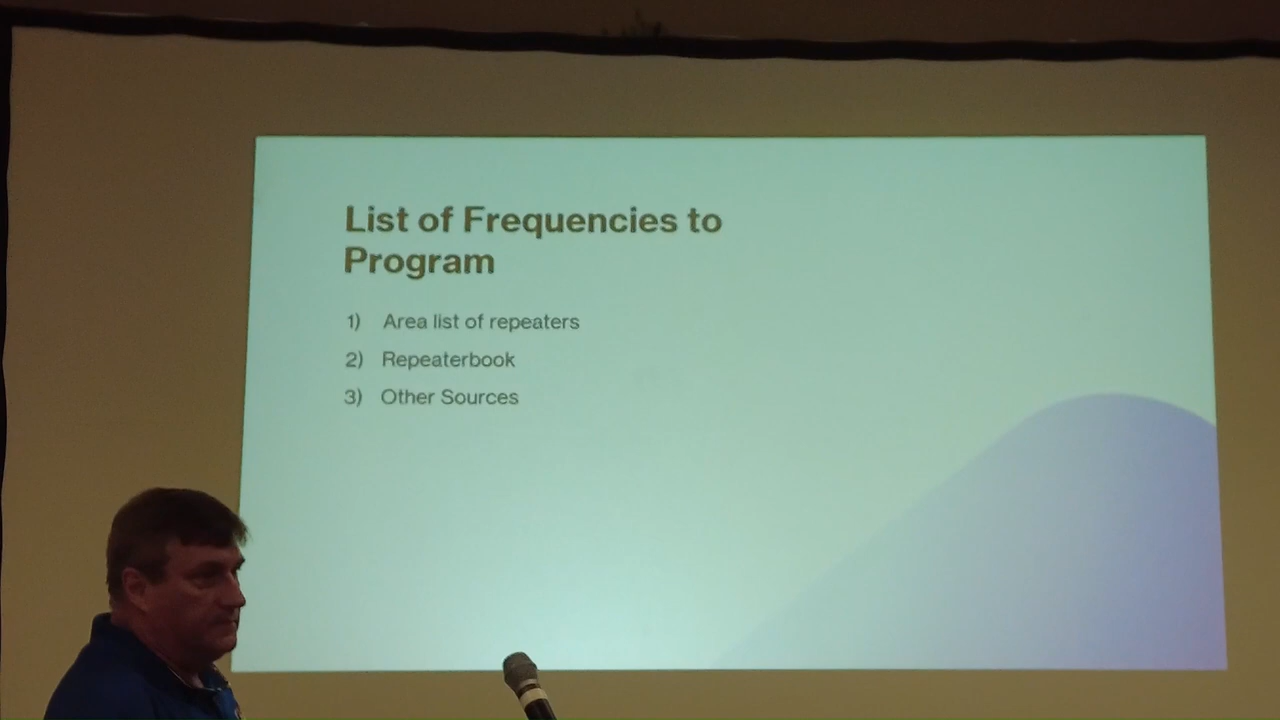 List of Frequencies to
Program
1) Area list of repeaters
2) Repeaterbook
3) Other Sources